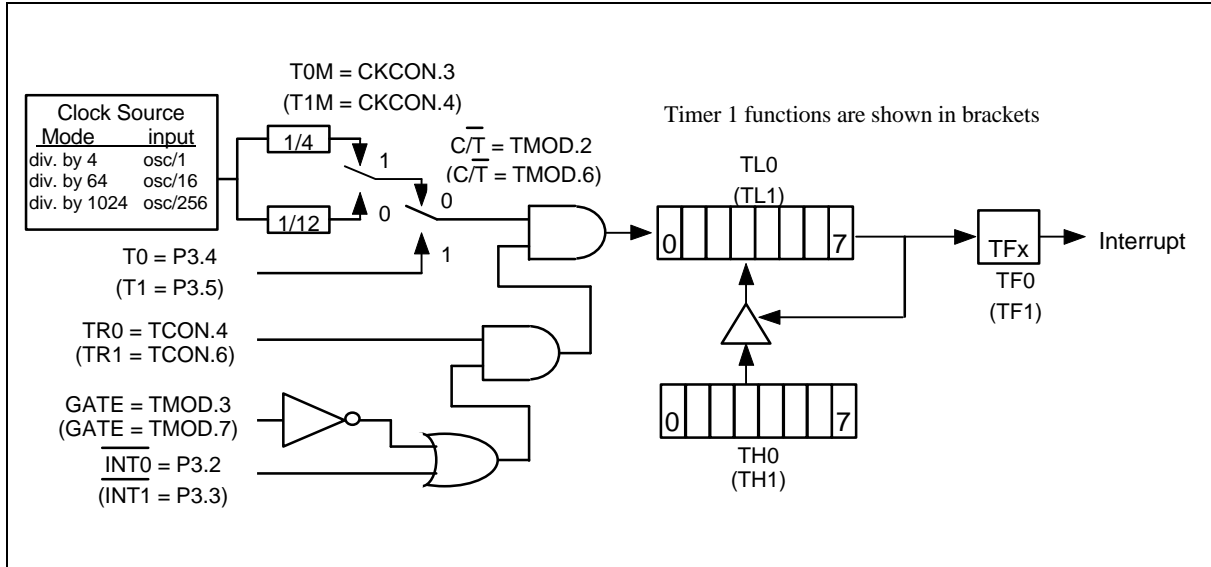 T0M = CKCON.3
(T1M = CKCON.4)
Clock Source
Mode input
div. by 4 osc/1
div. by 64 osc/16
div. by 1024 osc/256
1/4
1/12
1
0
C/T̅ = TMOD.2
(C/T̅ = TMOD.6)
0
1
T0 = P3.4
(T1 = P3.5)
TR0 = TCON.4
(TR1 = TCON.6)
GATE = TMOD.3
(GATE = TMOD.7)
I̅N̅T̅0̅ = P3.2
(I̅N̅T̅1̅ = P3.3)
Timer 1 functions are shown in brackets
TL0
(TL1)
0 7
TFx
Interrupt
TF0
(TF1)
0 7
TH0
(TH1)